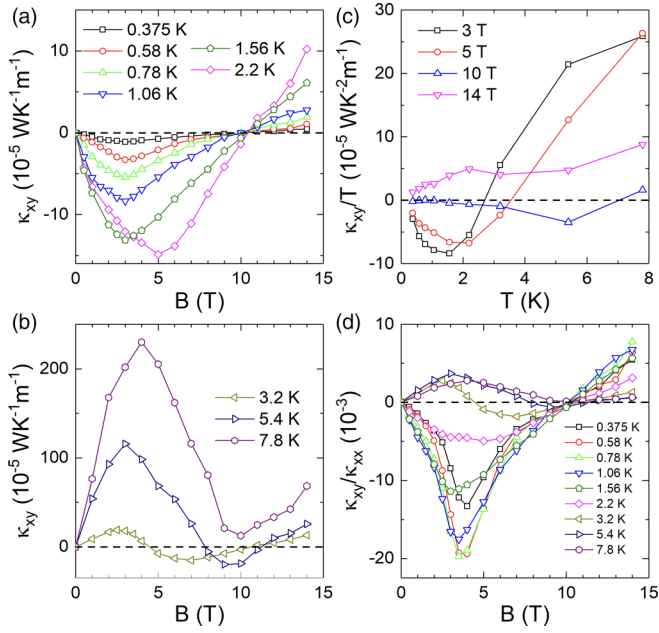 (a)
0.375 K
0.58 K
0.78 K
1.06 K
1.56 K
2.2 K
10
0
-10
κxy (10⁻⁵ WK⁻¹m⁻¹)
0 5 10 15
B (T)
(c)
3 T
5 T
10 T
14 T
30
20
10
0
-10
κxy/T (10⁻⁵ WK⁻²m⁻¹)
0 2 4 6 8
T (K)
(b)
3.2 K
5.4 K
7.8 K
200
100
0
κxy (10⁻⁵ WK⁻¹m⁻¹)
0 5 10 15
B (T)
(d)
0.375 K
0.58 K
0.78 K
1.06 K
1.56 K
2.2 K
3.2 K
5.4 K
7.8 K
10
0
-10
-20
κxy/κxx (10⁻³)
0 5 10 15
B (T)